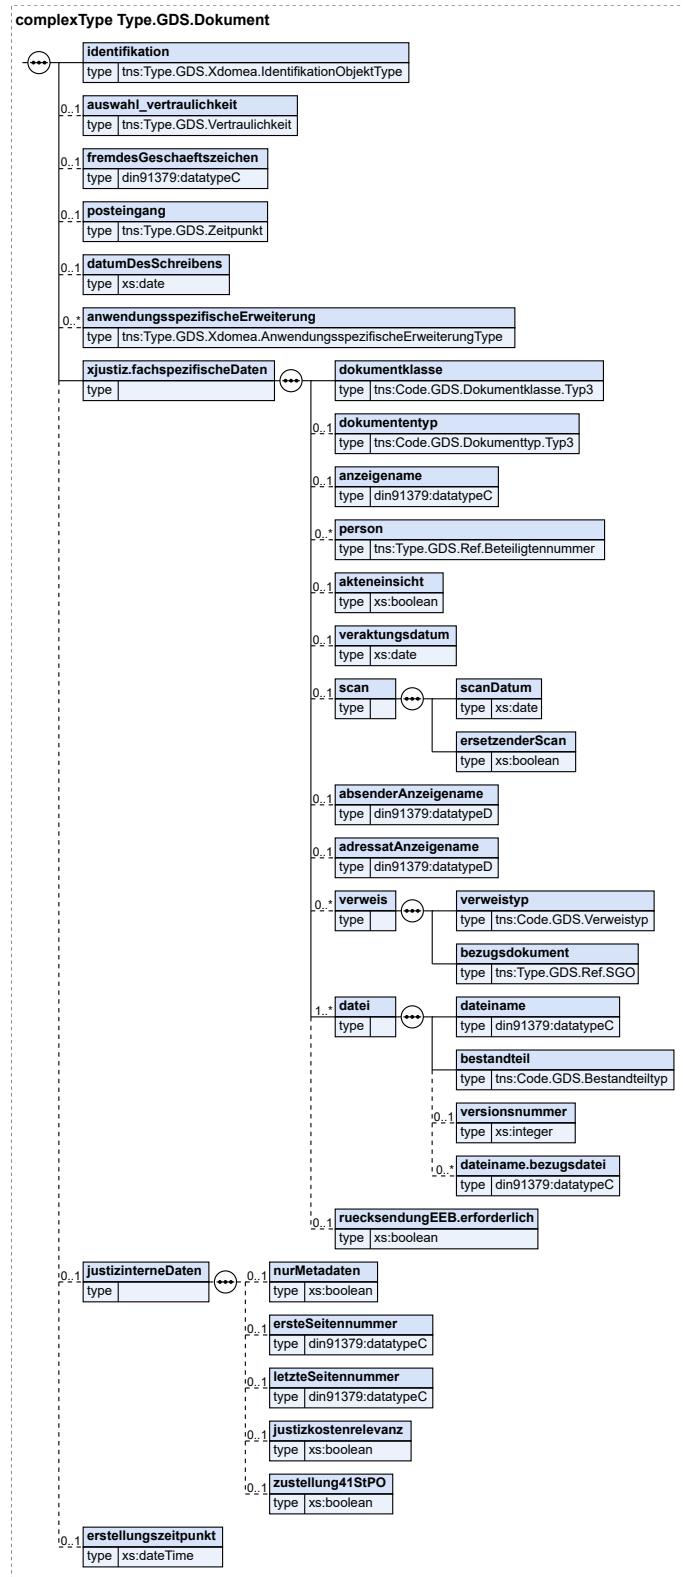 complexType Type.GDS.Dokument
identifikation
type tns:Type.GDS.Xdomea.IdentifikationObjektType
0..1 auswahl_vertraulichkeit
type tns:Type.GDS.Vertraulichkeit
0..1 fremdesGeschaeftszeichen
type din91379:datatypeC
0..1 posteingang
type tns:Type.GDS.Zeitpunkt
0..1 datumDesSchreibens
type xs:date
0..* anwendungsspezifischeErweiterung
type tns:Type.GDS.Xdomea.AnwendungsspezifischeErweiterungType
xjustiz.fachspezifischeDaten
type
dokumentklasse
type tns:Code.GDS.Dokumentklasse.Typ3
0..1 dokumententyp
type tns:Code.GDS.Dokumenttyp.Typ3
0..1 anzeigename
type din91379:datatypeC
0..* person
type tns:Type.GDS.Ref.Beteiligtennummer
0..1 akteneinsicht
type xs:boolean
0..1 veraktungsdatum
type xs:date
0..1 scan
type
scanDatum
type xs:date
ersetzenderScan
type xs:boolean
0..1 absenderAnzeigename
type din91379:datatypeD
0..1 adressatAnzeigename
type din91379:datatypeD
0..* verweis
type
verweistyp
type tns:Code.GDS.Verweistyp
bezugsdokument
type tns:Type.GDS.Ref.SGO
1..* datei
type
dateiname
type din91379:datatypeC
bestandteil
type tns:Code.GDS.Bestandteiltyp
0..1 versionsnummer
type xs:integer
0..* dateiname.bezugsdatei
type din91379:datatypeC
0..1 ruecksendungEEB.erforderlich
type xs:boolean
0..1 justizinterneDaten
type
0..1 nurMetadaten
type xs:boolean
0..1 ersteSeitennummer
type din91379:datatypeC
0..1 letzteSeitennummer
type din91379:datatypeC
0..1 justizkostenrelevanz
type xs:boolean
0..1 zustellung41StPO
type xs:boolean
0..1 erstellungszeitpunkt
type xs:dateTime